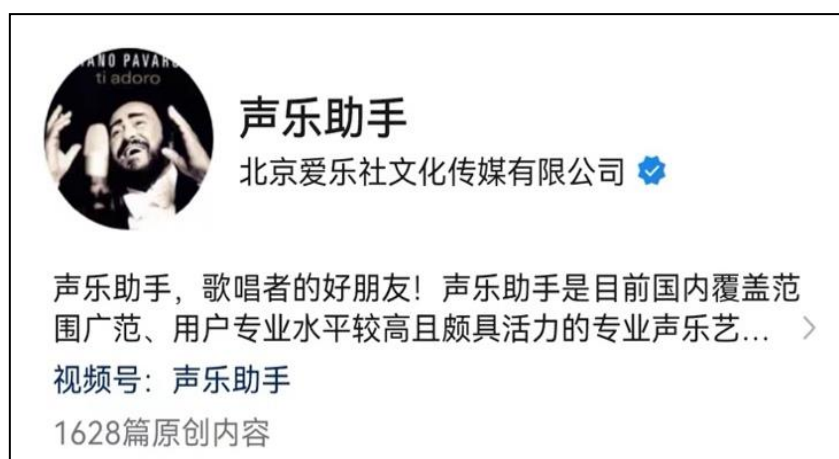 ANO PAVAR
ti adoro
声乐助手
北京爱乐社文化传媒有限公司
声乐助手，歌唱者的好朋友！声乐助手是目前国内覆盖范
围广范、用户专业水平较高且颇具活力的专业声乐艺...
视频号：声乐助手
1628篇原创内容